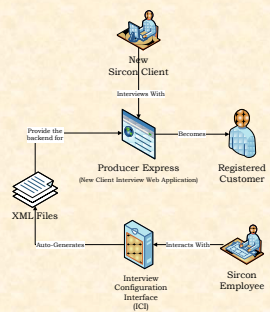 New
Sircon Client
Interviews With
Provide the
backend for
Becomes
Producer Express
(New Client Interview Web Application)
Registered
Customer
XML Files
Auto-Generates
Interacts With
Interview
Configuration
Interface
(ICI)
Sircon
Employee